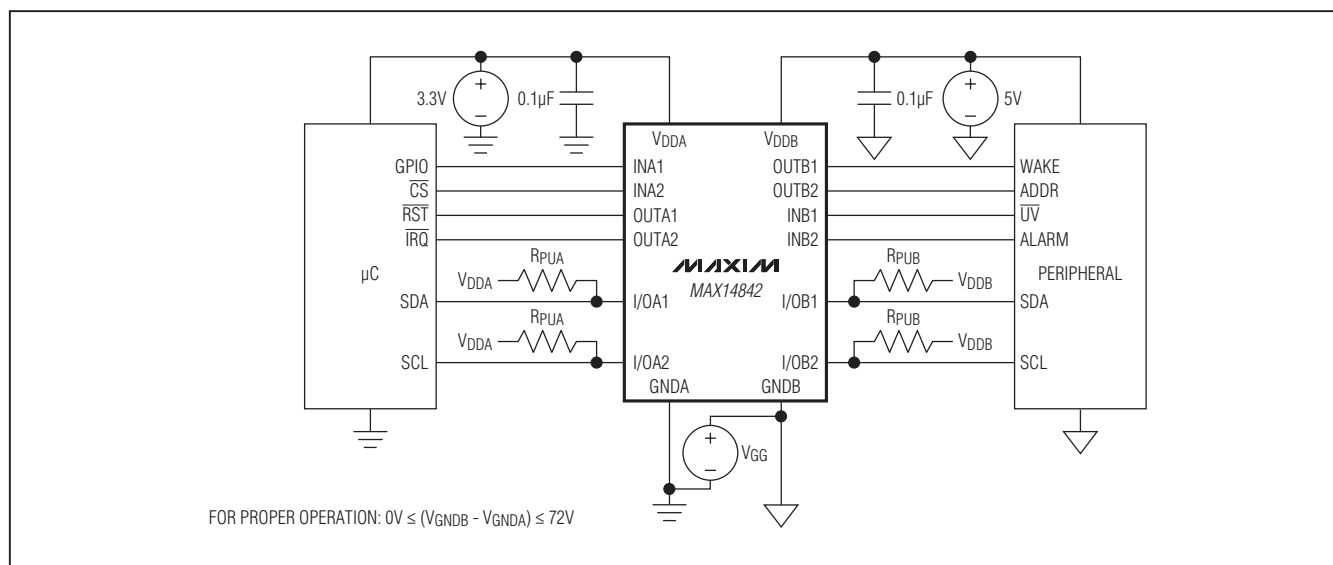 3.3V 0.1µF 0.1µF 5V
VDDA VDDB
GPIO INA1 OUTB1 WAKE
CS INA2 OUTB2 ADDR
RST OUTA1 INB1 UV
IRQ OUTA2 INB2 ALARM
µC RPUA MAXIM RPUB PERIPHERAL
VDDA MAX14842 VDDB
SDA I/OA1 I/OB1 SDA
RPUA RPUB
VDDA VDDB
SCL I/OA2 I/OB2 SCL
GNDA GNDB
VGG
FOR PROPER OPERATION: 0V ≤ (VGNDB - VGNDA) ≤ 72V